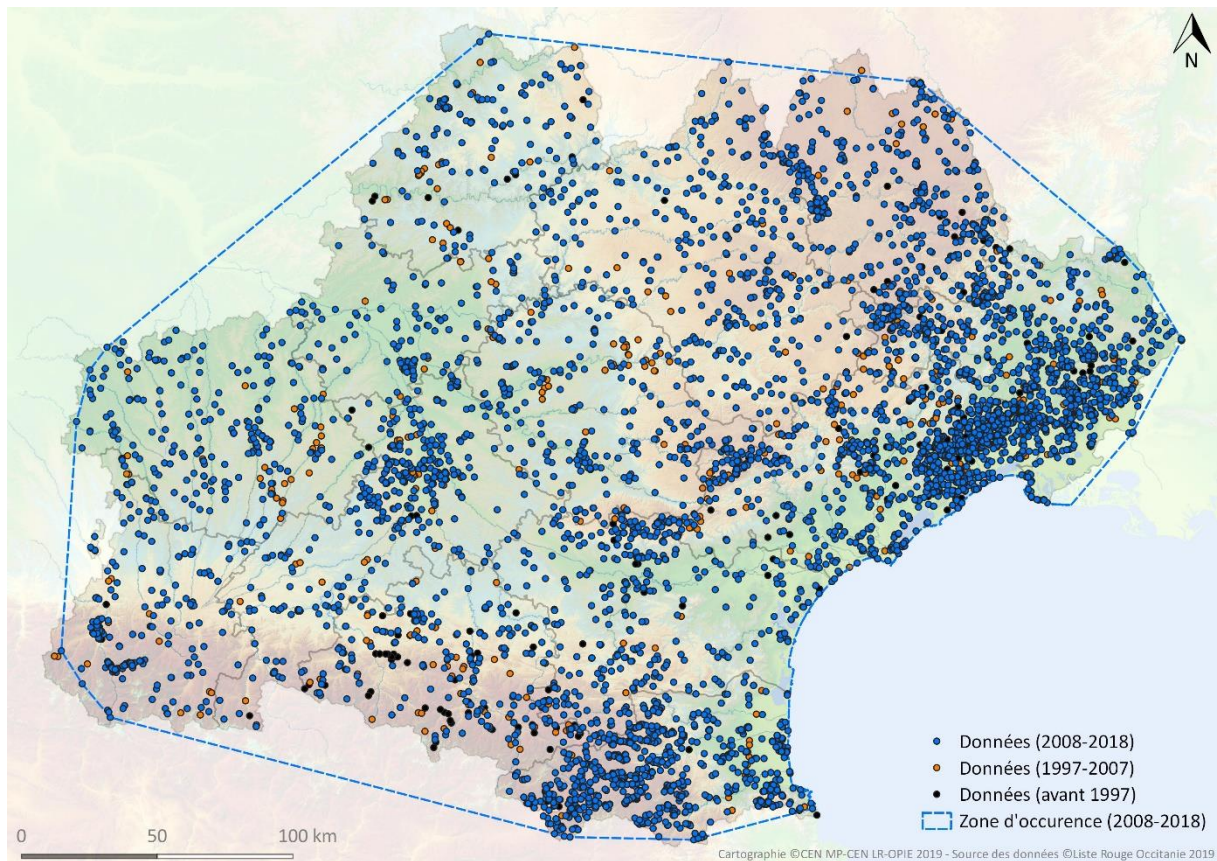 N
Données (2008-2018)
Données (1997-2007)
Données (avant 1997)
Zone d'occurence (2008-2018)
0 50 100 km
Cartographie ©CEN MP-CEN LR-OPIE 2019 - Source des données ©Liste Rouge Occitanie 2019